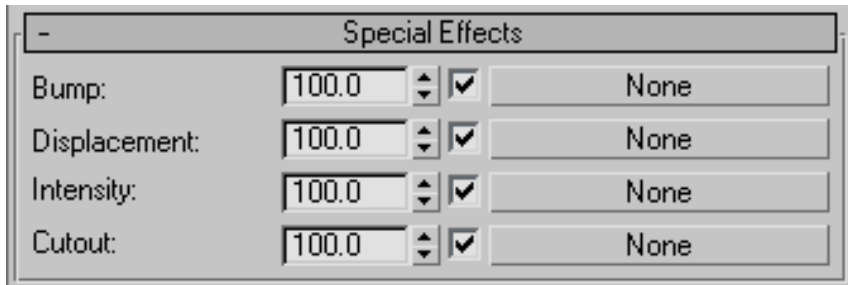 - Special Effects
Bump: 100.0 None
Displacement: 100.0 None
Intensity: 100.0 None
Cutout: 100.0 None